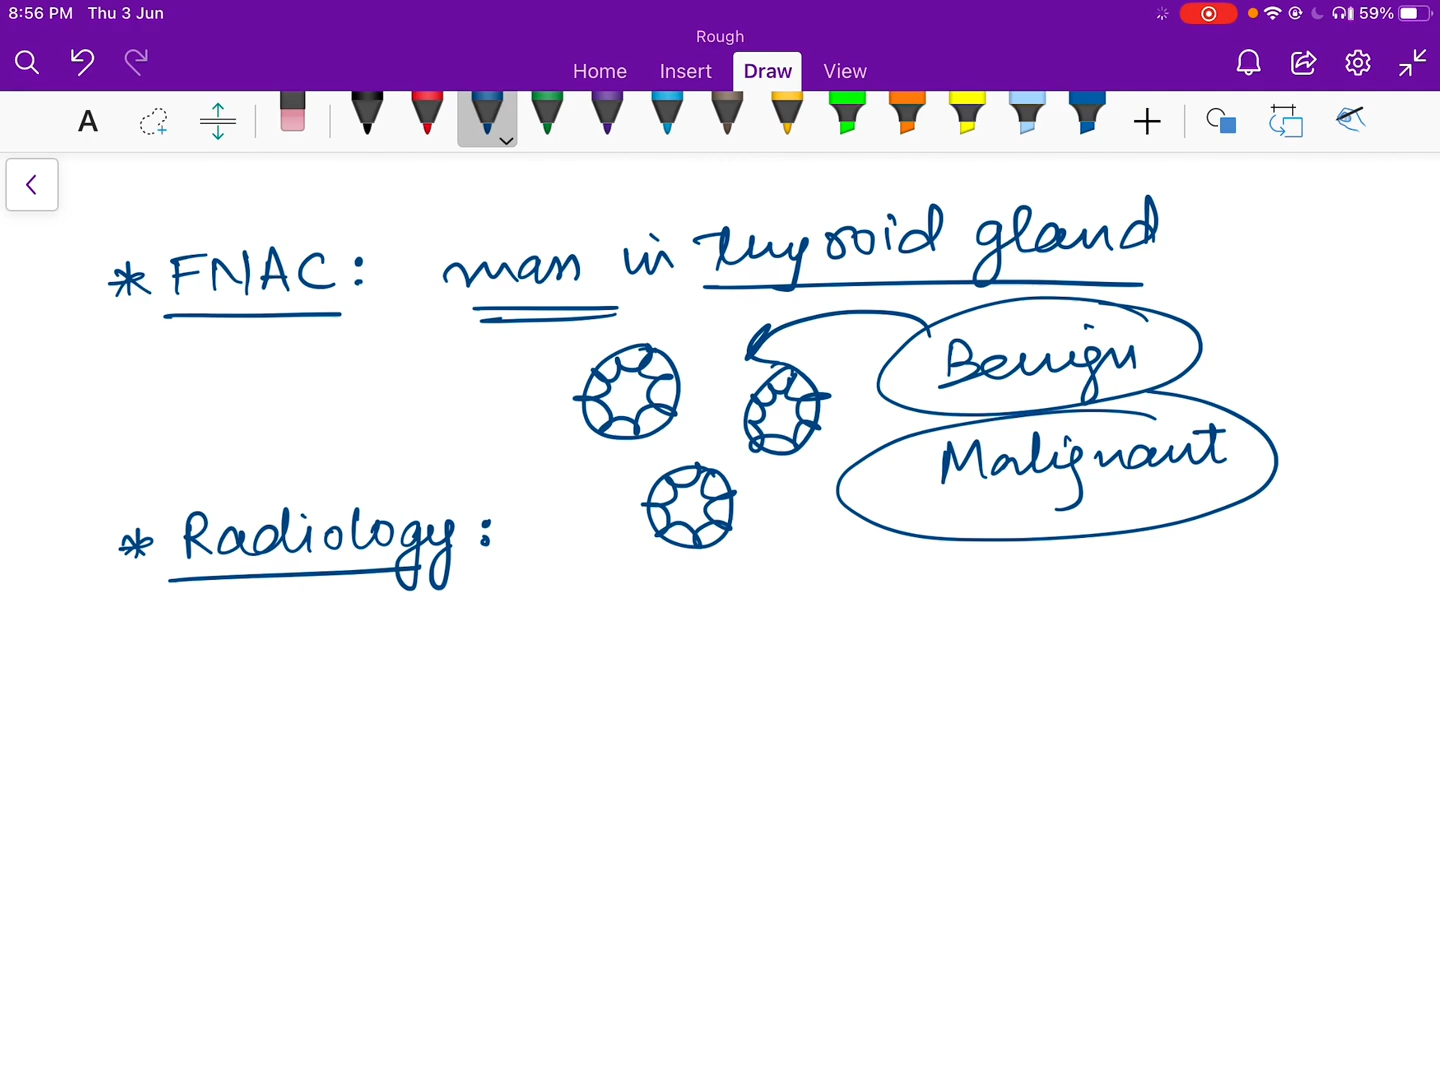 8:56 PM Thu 3 Jun 59%
Rough
Home Insert Draw View
A
* FNAC: mass in thyroid gland
Benign
Malignant
* Radiology: